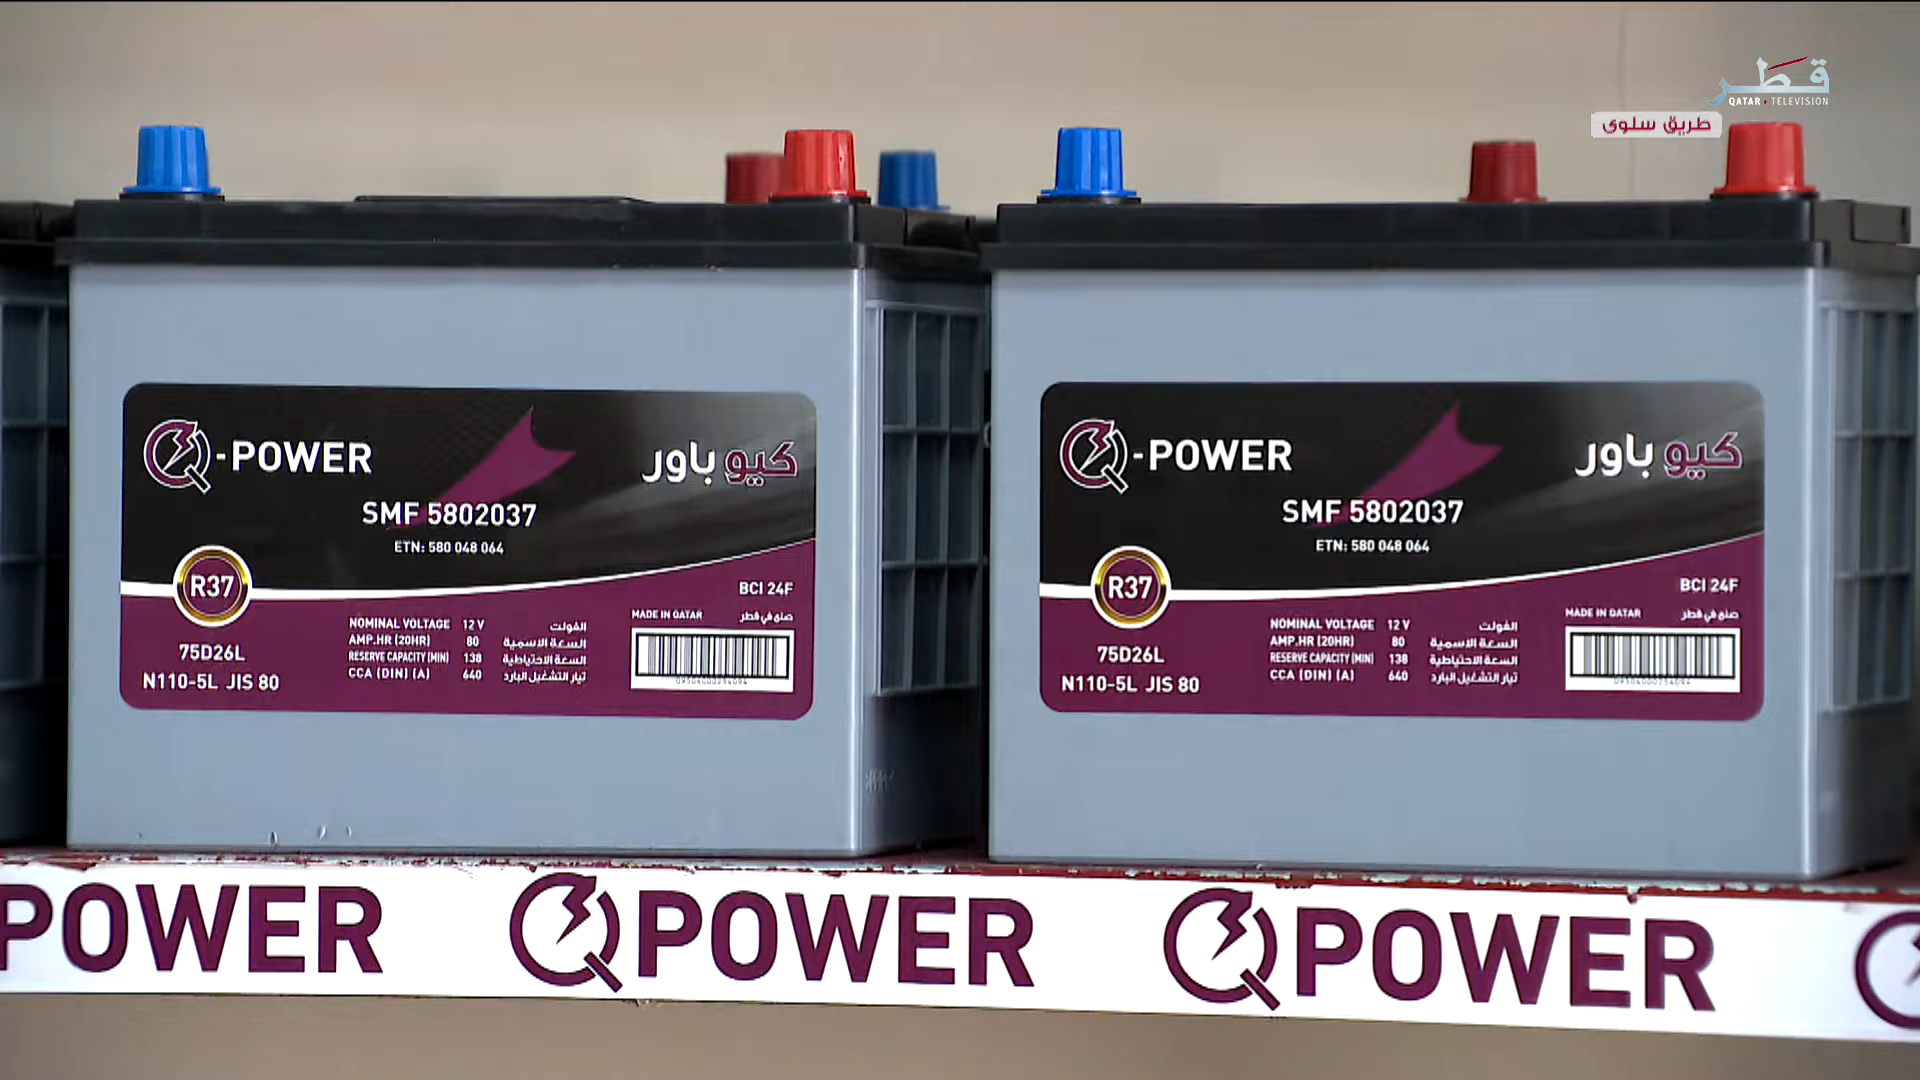 قطر
QATAR TELEVISION
طريق سلوى
Q-POWER
كيو باور
SMF 5802037
ETN: 580 048 064
R37
BCI 24F
75D26L
N110-5L JIS 80
NOMINAL VOLTAGE 12 V الفولت
AMP.HR (20HR) 80 السعة الاسمية
RESERVE CAPACITY (MIN) 138 السعة الاحتياطية
CCA (DIN) (A) 640 تيار التشغيل البارد
MADE IN QATAR صنع في قطر
Q-POWER
كيو باور
SMF 5802037
ETN: 580 048 064
R37
BCI 24F
75D26L
N110-5L JIS 80
NOMINAL VOLTAGE 12 V الفولت
AMP.HR (20HR) 80 السعة الاسمية
RESERVE CAPACITY (MIN) 138 السعة الاحتياطية
CCA (DIN) (A) 640 تيار التشغيل البارد
MADE IN QATAR صنع في قطر
POWER QPOWER QPOWER Q